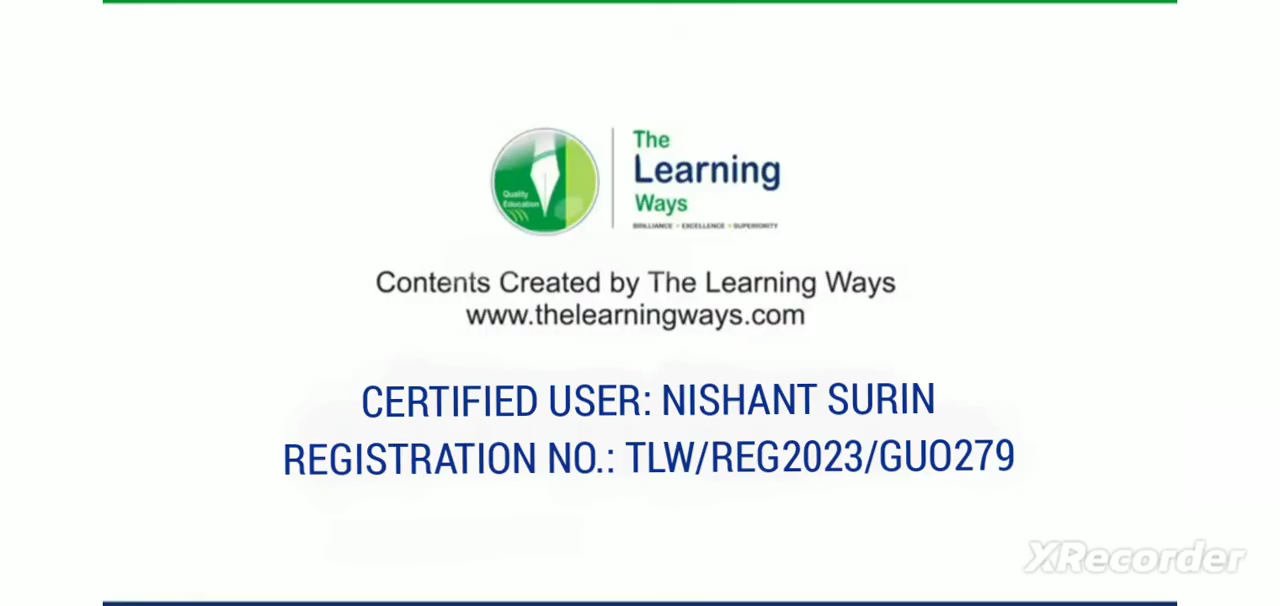 Quality
Education
The
Learning
Ways
BRILLIANCE • EXCELLENCE • SUPERIORITY
Contents Created by The Learning Ways
www.thelearningways.com
CERTIFIED USER: NISHANT SURIN
REGISTRATION NO.: TLW/REG2023/GUO279
XRecorder